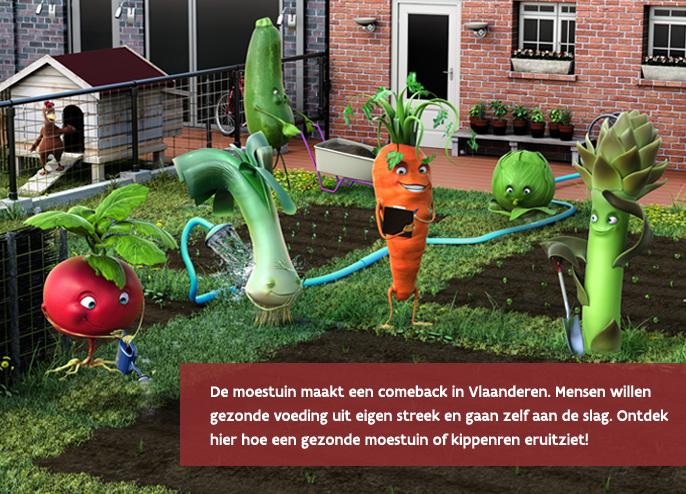 De moestuin maakt een comeback in Vlaanderen. Mensen willen
gezonde voeding uit eigen streek en gaan zelf aan de slag. Ontdek
hier hoe een gezonde moestuin of kippenren eruitziet!